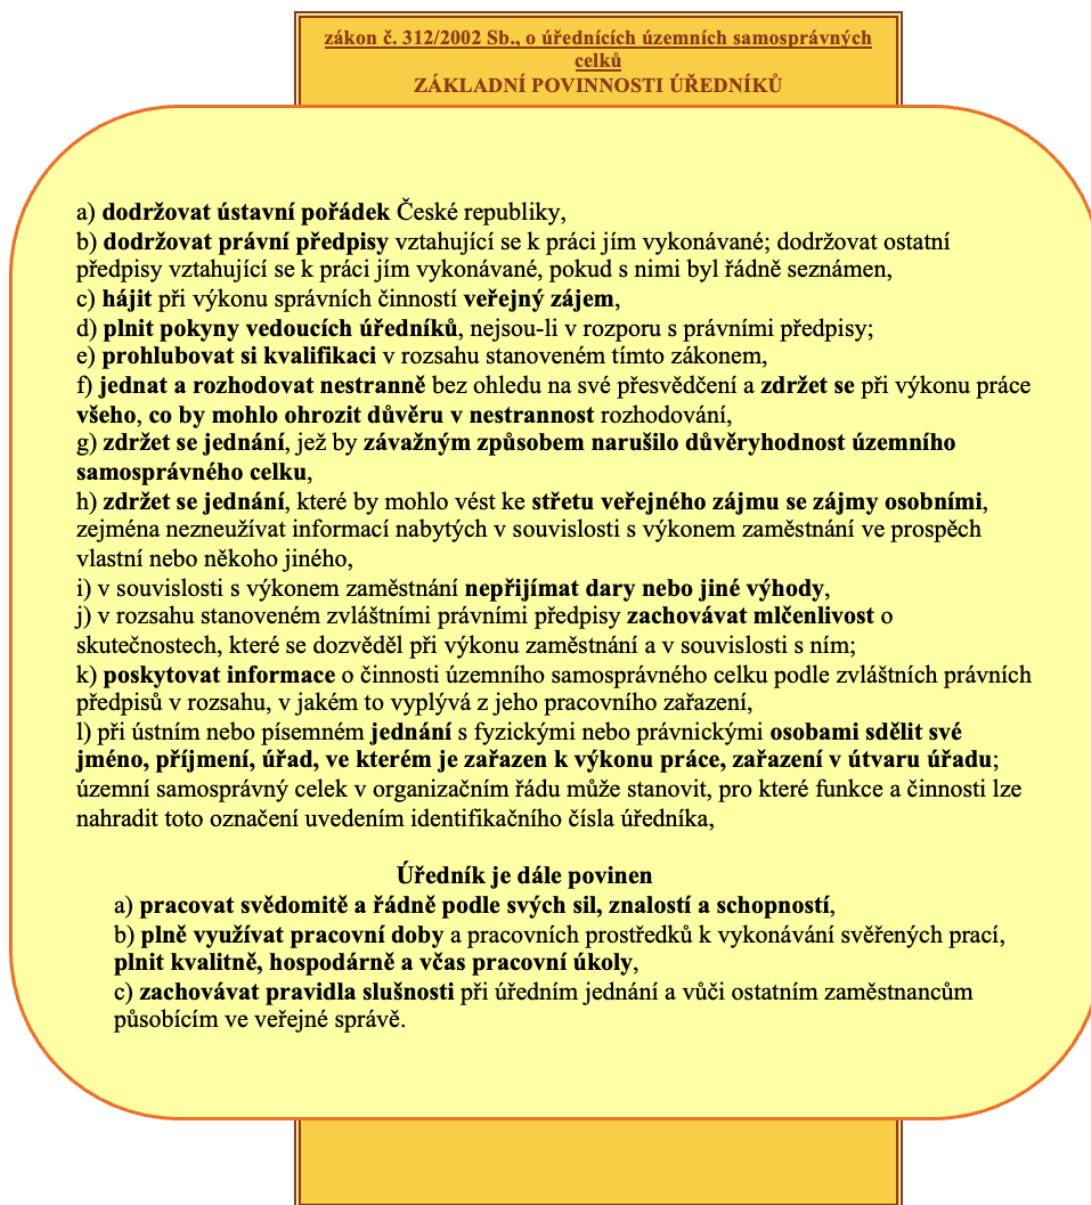 zákon č. 312/2002 Sb., o úřednících územních samosprávných
celků
ZÁKLADNÍ POVINNOSTI ÚŘEDNÍKŮ
a) dodržovat ústavní pořádek České republiky,
b) dodržovat právní předpisy vztahující se k práci jím vykonávané; dodržovat ostatní
předpisy vztahující se k práci jím vykonávané, pokud s nimi byl řádně seznámen,
c) hájit při výkonu správních činností veřejný zájem,
d) plnit pokyny vedoucích úředníků, nejsou-li v rozporu s právními předpisy;
e) prohlubovat si kvalifikaci v rozsahu stanoveném tímto zákonem,
f) jednat a rozhodovat nestranně bez ohledu na své přesvědčení a zdržet se při výkonu práce
všeho, co by mohlo ohrozit důvěru v nestrannost rozhodování,
g) zdržet se jednání, jež by závažným způsobem narušilo důvěryhodnost územního
samosprávného celku,
h) zdržet se jednání, které by mohlo vést ke střetu veřejného zájmu se zájmy osobními,
zejména nezneužívat informací nabytých v souvislosti s výkonem zaměstnání ve prospěch
vlastní nebo někoho jiného,
i) v souvislosti s výkonem zaměstnání nepřijímat dary nebo jiné výhody,
j) v rozsahu stanoveném zvláštními právními předpisy zachovávat mlčenlivost o
skutečnostech, které se dozvěděl při výkonu zaměstnání a v souvislosti s ním;
k) poskytovat informace o činnosti územního samosprávného celku podle zvláštních právních
předpisů v rozsahu, v jakém to vyplývá z jeho pracovního zařazení,
l) při ústním nebo písemném jednání s fyzickými nebo právnickými osobami sdělit své
jméno, příjmení, úřad, ve kterém je zařazen k výkonu práce, zařazení v útvaru úřadu;
územní samosprávný celek v organizačním řádu může stanovit, pro které funkce a činnosti lze
nahradit toto označení uvedením identifikačního čísla úředníka,
Úředník je dále povinen
a) pracovat svědomitě a řádně podle svých sil, znalostí a schopností,
b) plně využívat pracovní doby a pracovních prostředků k vykonávání svěřených prací,
plnit kvalitně, hospodárně a včas pracovní úkoly,
c) zachovávat pravidla slušnosti při úředním jednání a vůči ostatním zaměstnancům
působícím ve veřejné správě.